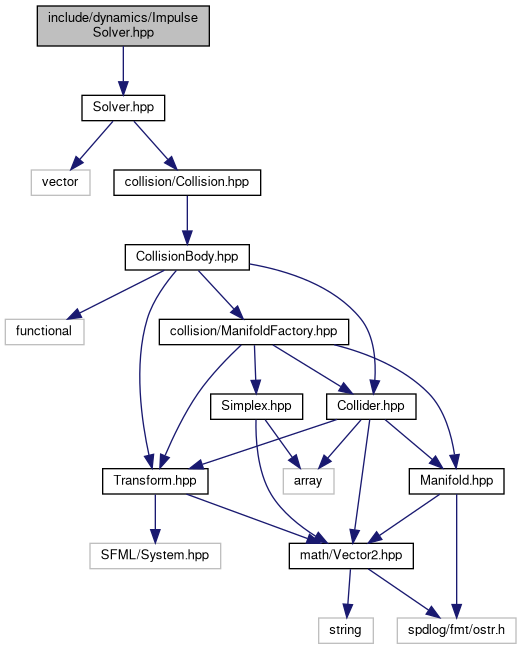 include/dynamics/Impulse
Solver.hpp
Solver.hpp
vector
collision/Collision.hpp
CollisionBody.hpp
functional
collision/ManifoldFactory.hpp
Simplex.hpp
Collider.hpp
Transform.hpp
array
Manifold.hpp
SFML/System.hpp
math/Vector2.hpp
string
spdlog/fmt/ostr.h